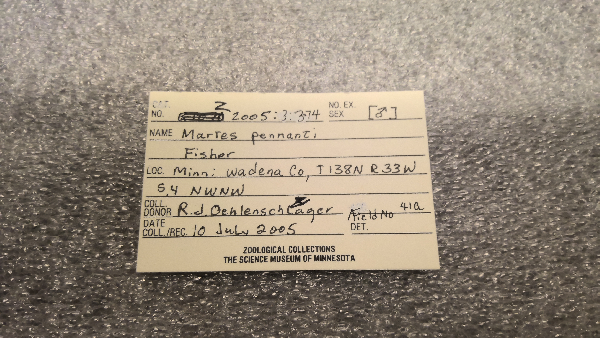 CAT. Z NO. EX.
NO. 2005:3:374 SEX [♂]
NAME Martes pennanti
Fisher
LOC. Minn: Wadena Co, T138N R33W
S4 NWNW
COLL.
DONOR R.J. Oehlenschlager Field No 41a
DATE DET.
COLL./REC. 10 July 2005
ZOOLOGICAL COLLECTIONS
THE SCIENCE MUSEUM OF MINNESOTA